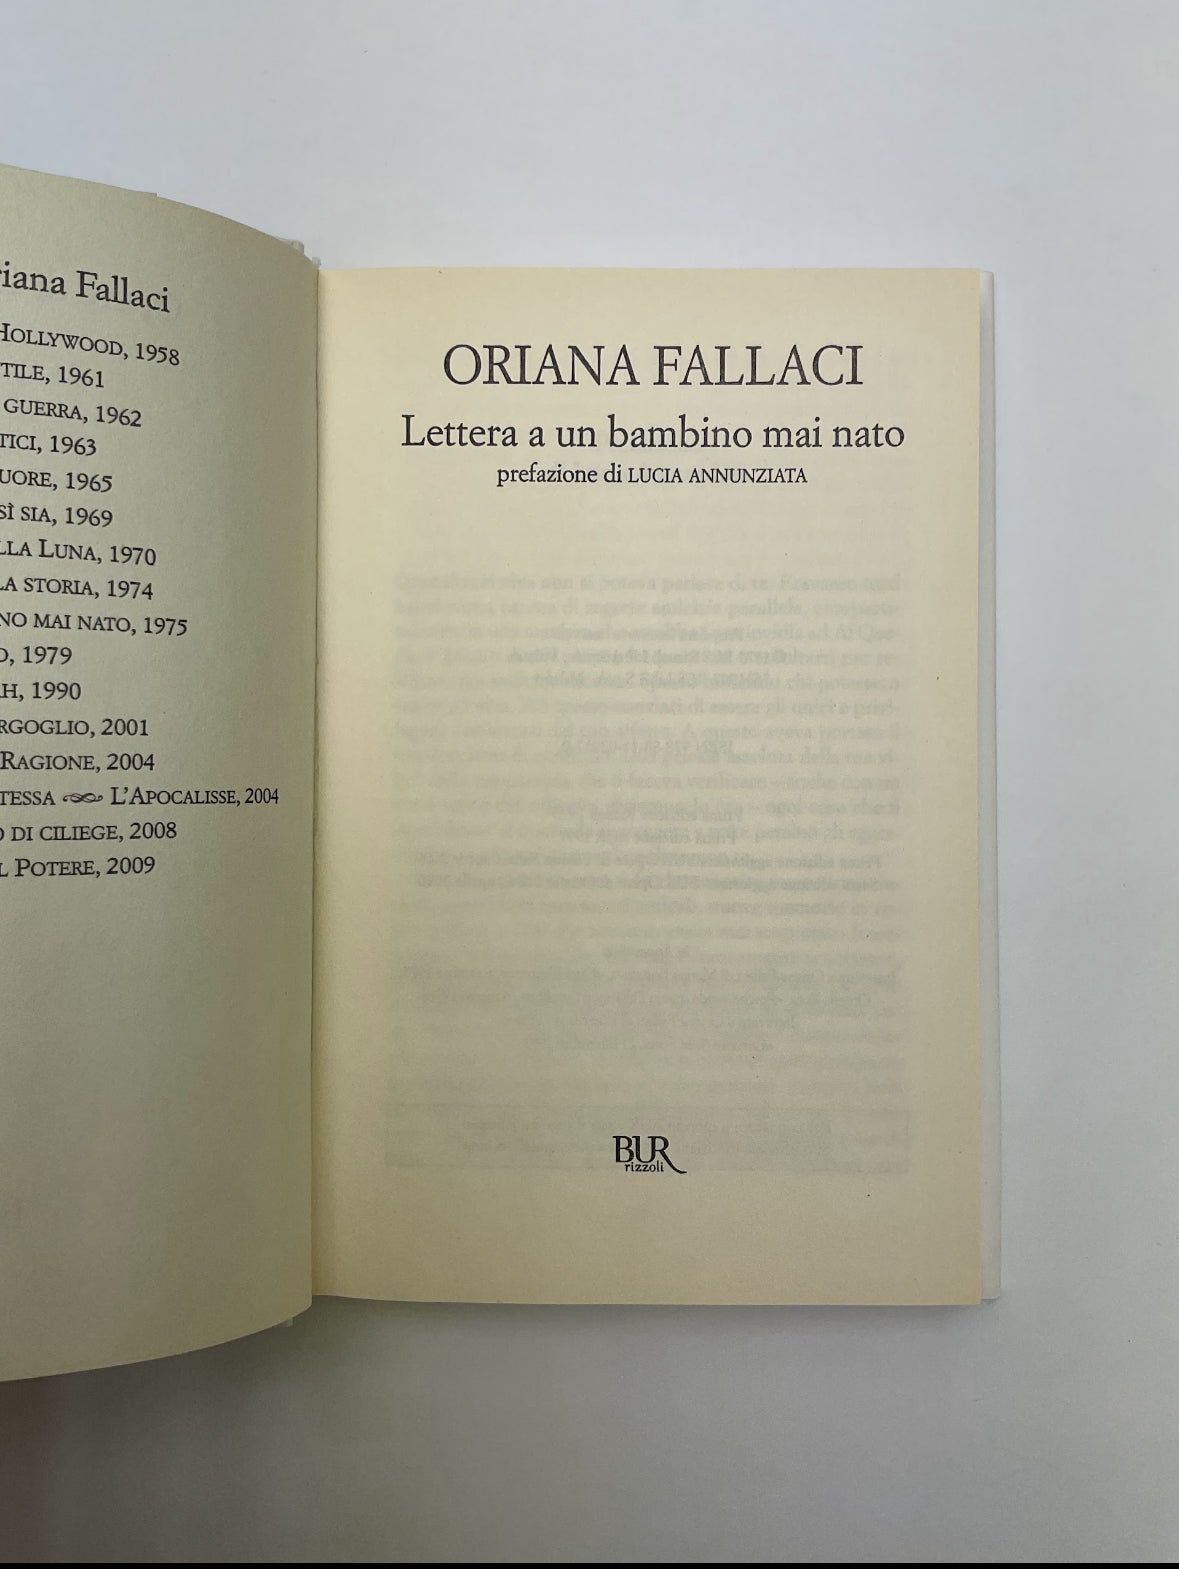 riana Fallaci
HOLLYWOOD, 1958
TILE, 1961
GUERRA, 1962
TICI, 1963
UORE, 1965
SÌ SIA, 1969
LLA LUNA, 1970
LA STORIA, 1974
NO MAI NATO, 1975
O, 1979
H, 1990
RGOGLIO, 2001
RAGIONE, 2004
TESSA L'APOCALISSE, 2004
O DI CILIEGE, 2008
L POTERE, 2009
ORIANA FALLACI
Lettera a un bambino mai nato
prefazione di LUCIA ANNUNZIATA
BUR
rizzoli